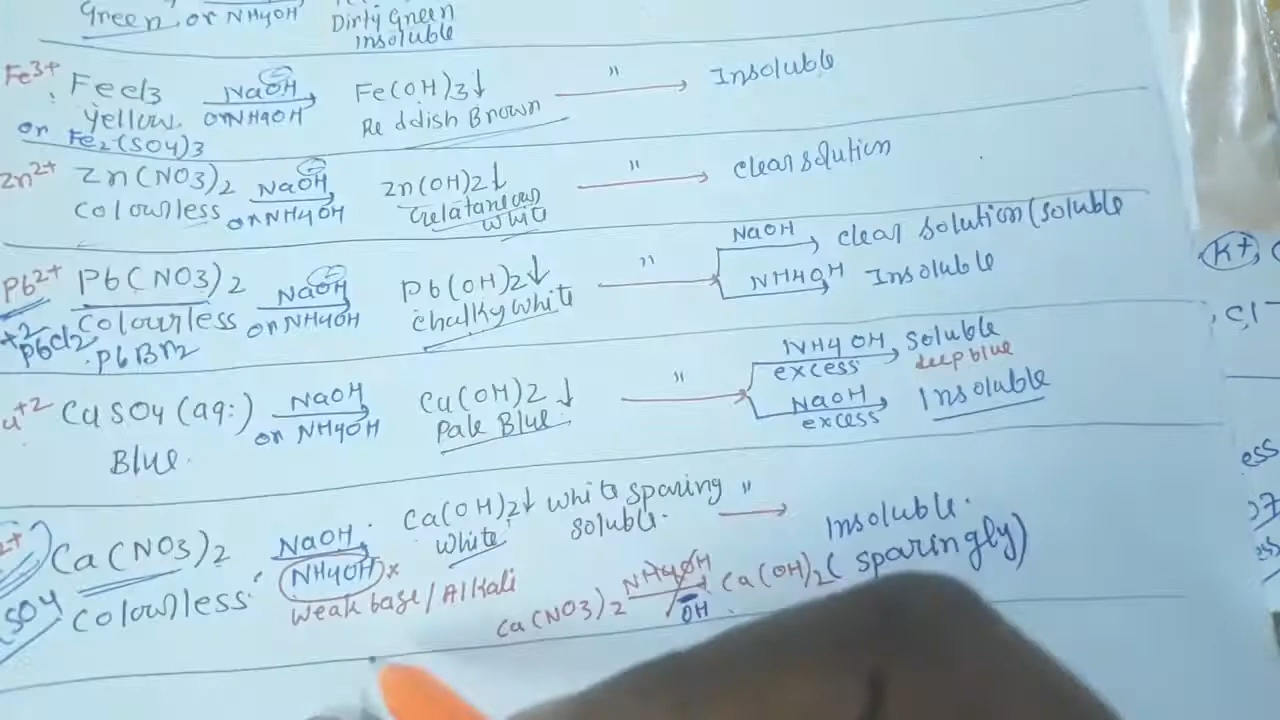 Green or NH4OH Dirty Green
insoluble
Fe3+ FeCl3 NaOH Fe(OH)3↓ " Insoluble
Yellow or NH4OH Reddish Brown
or Fe2(SO4)3
Zn2+ Zn(NO3)2 NaOH Zn(OH)2↓ " clear solution
colourless or NH4OH Gelataneous
white
Pb2+ Pb(NO3)2 NaOH Pb(OH)2↓ " NaOH clear solution (soluble
colourless or NH4OH chalky white NH4OH Insoluble
+2 PbCl2
PbBr2
u+2 CuSO4 (aq:) NaOH Cu(OH)2↓ " NH4OH excess soluble
deep blue
Blue. or NH4OH Pale Blue. NaOH excess Insoluble
2+ Ca(NO3)2 NaOH. Ca(OH)2↓ white sparing " Insoluble.
colourless NH4OH x white soluble. (sparingly)
SO4 weak base/Alkali Ca(NO3)2 NH4OH Ca(OH)2
OH
K+,
, Cl-
ess